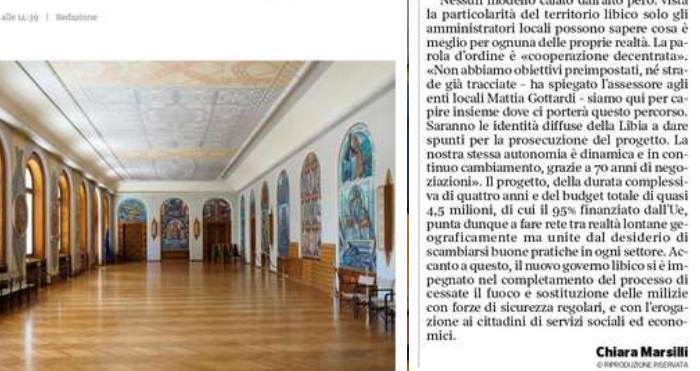 alle 14:39 | Redazione
Nessun modello calato dall'alto però: vista
la particolarità del territorio libico solo gli
amministratori locali possono sapere cosa è
meglio per ognuna delle proprie realtà. La pa-
rola d'ordine è «cooperazione decentrata».
«Non abbiamo obiettivi preimpostati, né stra-
de già tracciate - ha spiegato l'assessore agli
enti locali Mattia Gottardi - siamo qui per ca-
pire insieme dove ci porterà questo percorso.
Saranno le identità diffuse della Libia a dare
spunti per la prosecuzione del progetto. La
nostra stessa autonomia è dinamica e in con-
tinuo cambiamento, grazie a 70 anni di nego-
ziazioni». Il progetto, della durata complessi-
va di quattro anni e del budget totale di quasi
4,5 milioni, di cui il 95% finanziato dall'Ue,
punta dunque a fare rete tra realtà lontane ge-
ograficamente ma unite dal desiderio di
scambiarsi buone pratiche in ogni settore. Ac-
canto a questo, il nuovo governo libico si è im-
pegnato nel completamento del processo di
cessate il fuoco e sostituzione delle milizie
con forze di sicurezza regolari, e con l'eroga-
zione ai cittadini di servizi sociali ed econo-
mici.
Chiara Marsilli
© RIPRODUZIONE RISERVATA